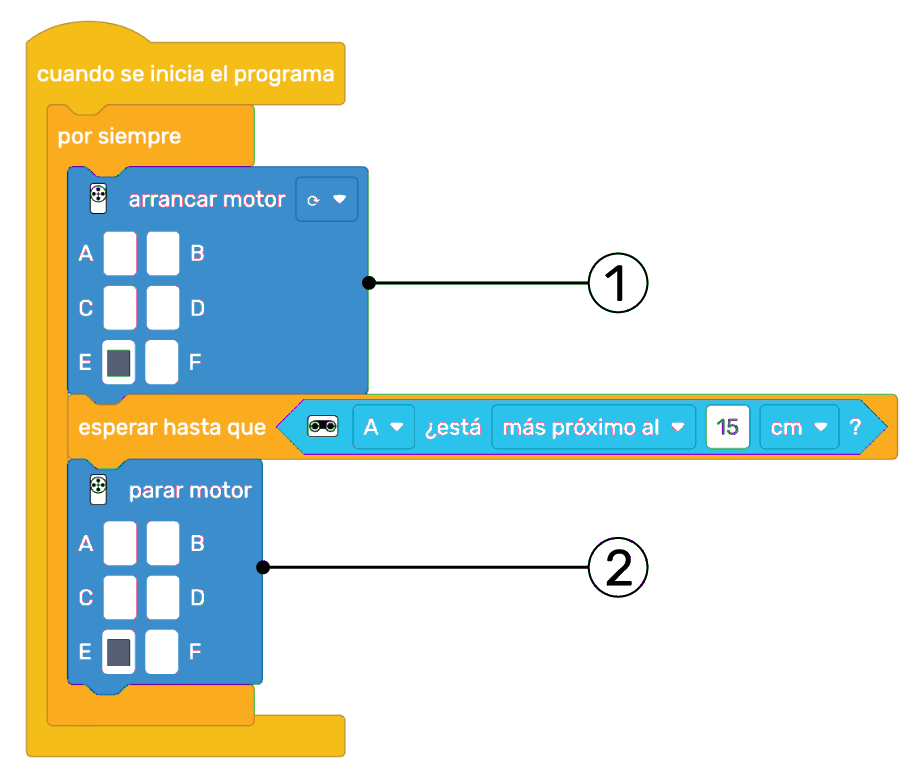 cuando se inicia el programa
por siempre
arrancar motor
A B
C D
E F
1
esperar hasta que A ¿está más próximo al 15 cm ?
parar motor
A B
C D
E F
2